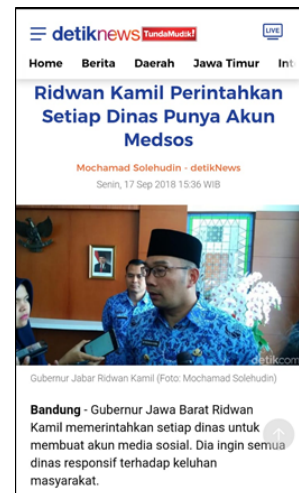 detiknews TundaMudik!
LIVE
Home Berita Daerah Jawa Timur Int
Ridwan Kamil Perintahkan
Setiap Dinas Punya Akun
Medsos
Mochamad Solehudin - detikNews
Senin, 17 Sep 2018 15:36 WIB
detikcom
Gubernur Jabar Ridwan Kamil (Foto: Mochamad Solehudin)
Bandung - Gubernur Jawa Barat Ridwan
Kamil memerintahkan setiap dinas untuk
membuat akun media sosial. Dia ingin semua
dinas responsif terhadap keluhan
masyarakat.